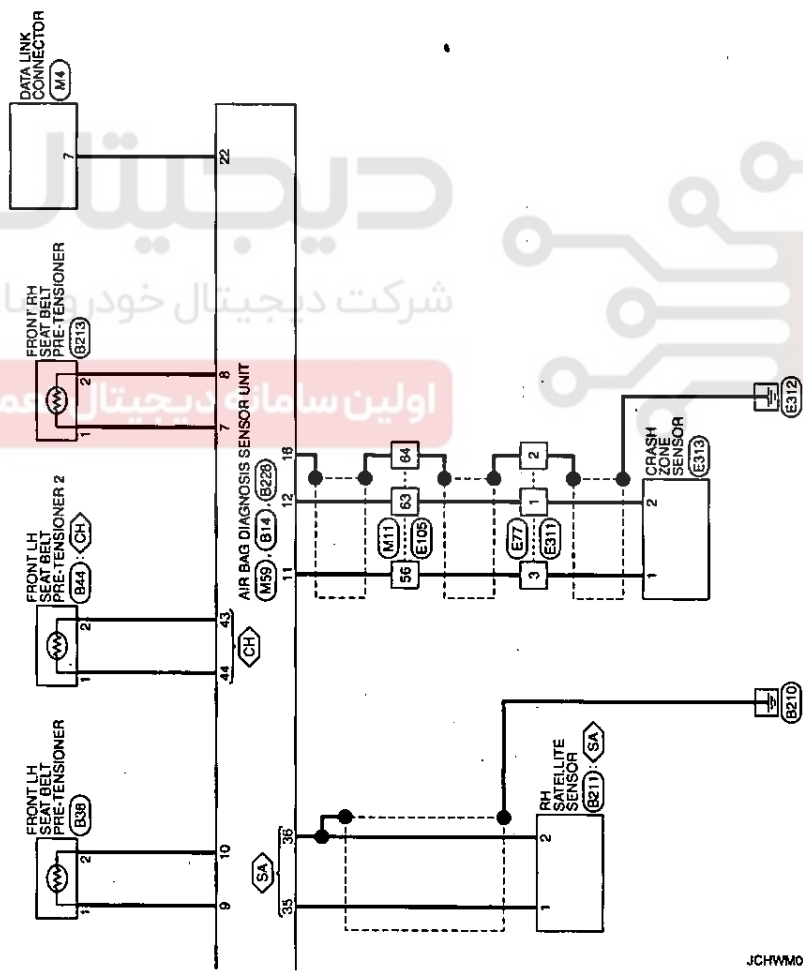 DATA LINK
CONNECTOR
M4
7
22
FRONT RH
SEAT BELT
PRE-TENSIONER
B213
1
2
7
8
FRONT LH
SEAT BELT
PRE-TENSIONER 2
B44 : CH
1
2
44
43
CH
FRONT LH
SEAT BELT
PRE-TENSIONER
B38
1
2
9
10
AIR BAG DIAGNOSIS SENSOR UNIT
M59 , B14 , B228
11
12
16
56
63
64
M11
E105
3
1
2
E77
E311
1
2
CRASH
ZONE
SENSOR
E313
E312
SA
35
36
1
2
RH
SATELLITE
SENSOR
B211 : SA
B210
JCHWM0
دیجیتال
شرکت دیجیتال خودرو
اولین سامانه دیجیتال